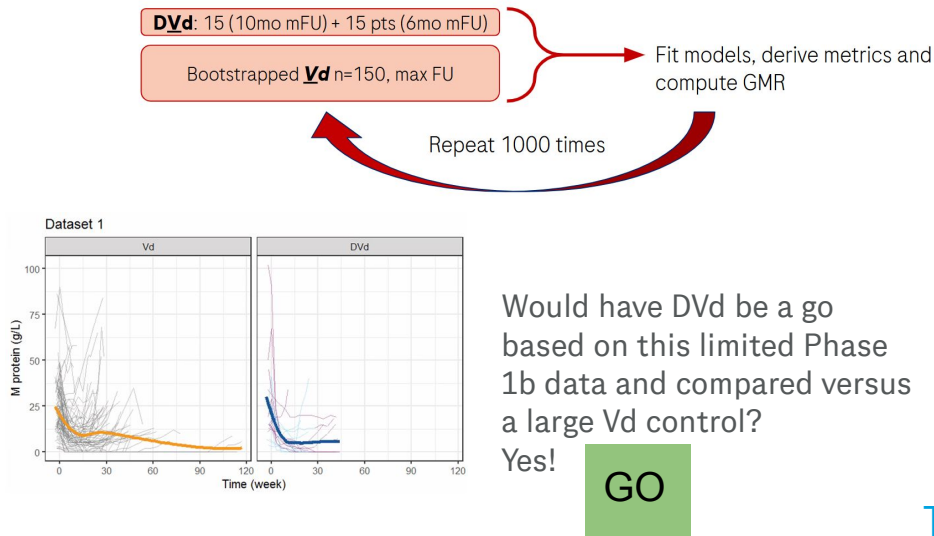 DVd: 15 (10mo mFU) + 15 pts (6mo mFU)
Bootstrapped Vd n=150, max FU
Fit models, derive metrics and
compute GMR
Repeat 1000 times
Dataset 1
Vd
DVd
M protein (g/L)
100
75
50
25
0
0
30
60
90
120
0
30
60
90
120
Time (week)
Would have DVd be a go
based on this limited Phase
1b data and compared versus
a large Vd control?
Yes!
GO